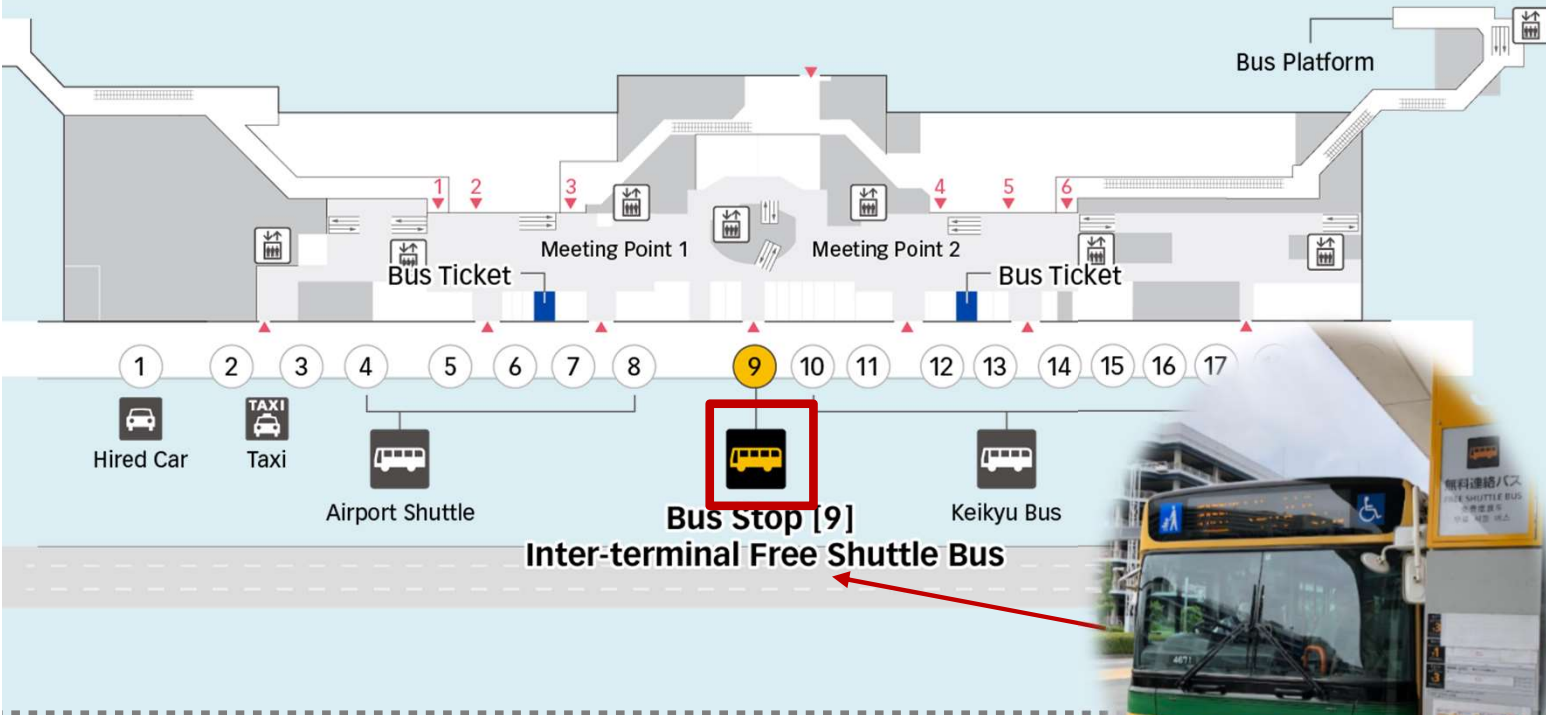 Bus Platform
1
2
3
4
5
6
Meeting Point 1
Meeting Point 2
Bus Ticket
Bus Ticket
1
2
3
4
5
6
7
8
9
10
11
12
13
14
15
16
17
TAXI
Hired Car
Taxi
Airport Shuttle
Bus Stop [9]
Inter-terminal Free Shuttle Bus
Keikyu Bus
無料連絡バス
FREE SHUTTLE BUS
4671